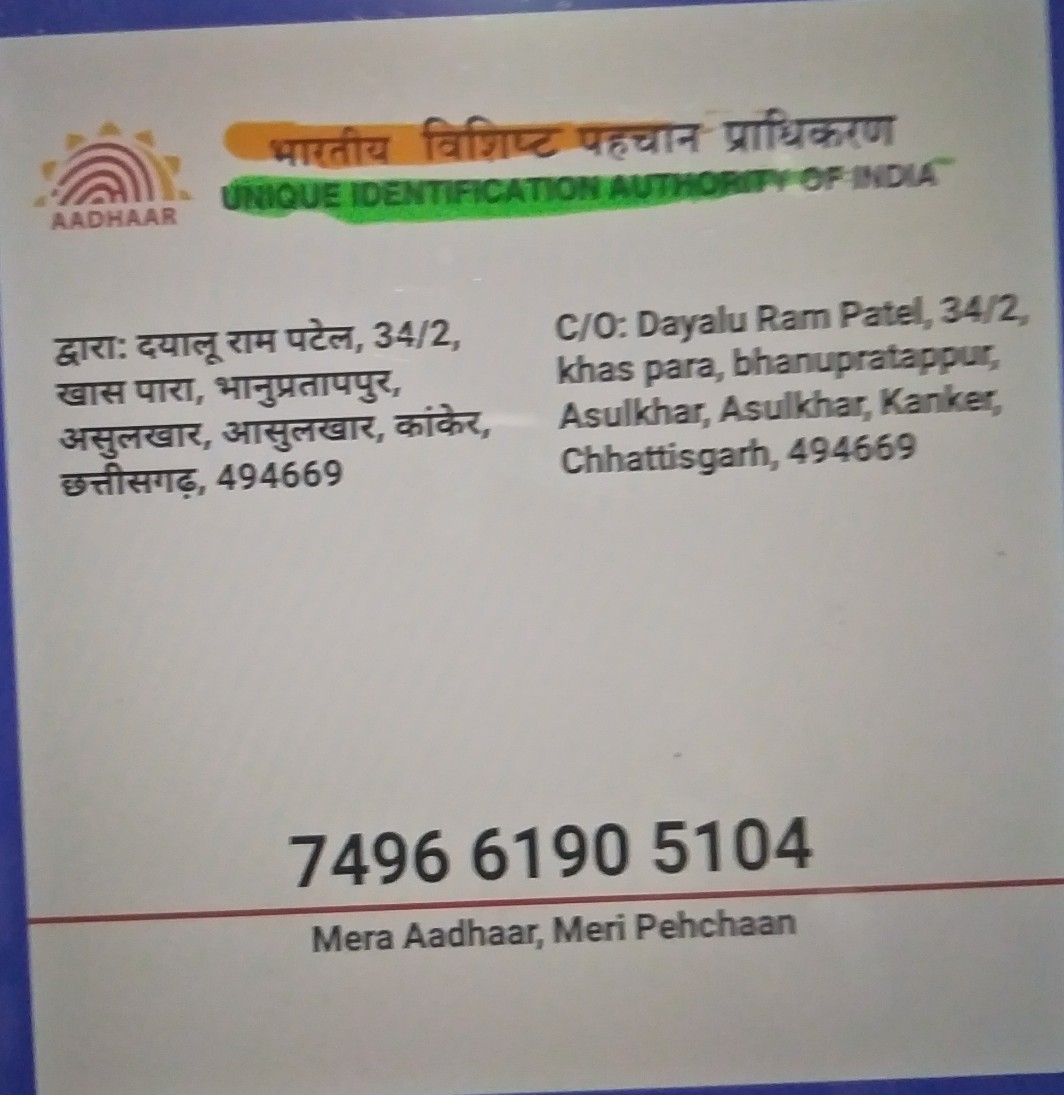 भारतीय विशिष्ट पहचान प्राधिकरण
UNIQUE IDENTIFICATION AUTHORITY OF INDIA
AADHAAR
द्वारा: दयालू राम पटेल, 34/2,
खास पारा, भानुप्रतापपुर,
असुलखार, आसुलखार, कांकेर,
छत्तीसगढ़, 494669
C/O: Dayalu Ram Patel, 34/2,
khas para, bhanupratappur,
Asulkhar, Asulkhar, Kanker,
Chhattisgarh, 494669
7496 6190 5104
Mera Aadhaar, Meri Pehchaan